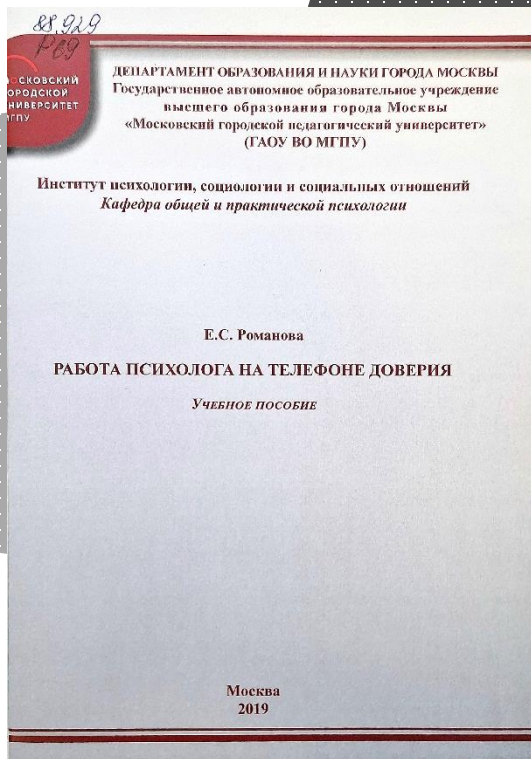 88.929
Р69
МОСКОВСКИЙ
ГОРОДСКОЙ
УНИВЕРСИТЕТ
МГПУ
ДЕПАРТАМЕНТ ОБРАЗОВАНИЯ И НАУКИ ГОРОДА МОСКВЫ
Государственное автономное образовательное учреждение
высшего образования города Москвы
«Московский городской педагогический университет»
(ГАОУ ВО МГПУ)
Институт психологии, социологии и социальных отношений
Кафедра общей и практической психологии
Е.С. Романова
РАБОТА ПСИХОЛОГА НА ТЕЛЕФОНЕ ДОВЕРИЯ
УЧЕБНОЕ ПОСОБИЕ
Москва
2019